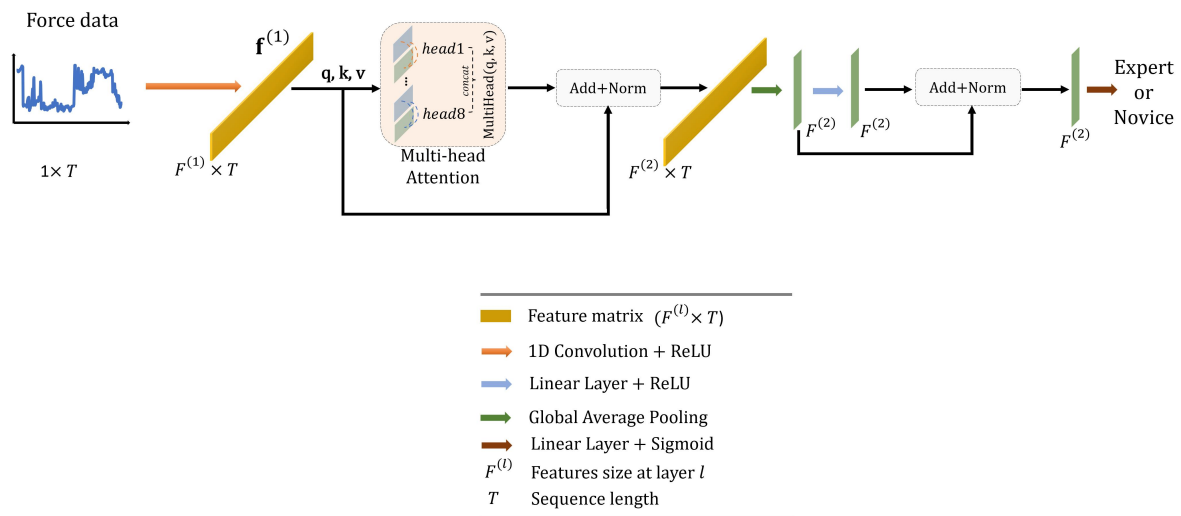 Force data
1× T
f⁽¹⁾
F⁽¹⁾ × T
q, k, v
head1
...
head8
concat
MultiHead(q, k, v)
Multi-head
Attention
Add+Norm
F⁽²⁾ × T
F⁽²⁾
F⁽²⁾
Add+Norm
F⁽²⁾
Expert
or
Novice
Feature matrix (F⁽ˡ⁾× T)
1D Convolution + ReLU
Linear Layer + ReLU
Global Average Pooling
Linear Layer + Sigmoid
F⁽ˡ⁾ Features size at layer l
T Sequence length